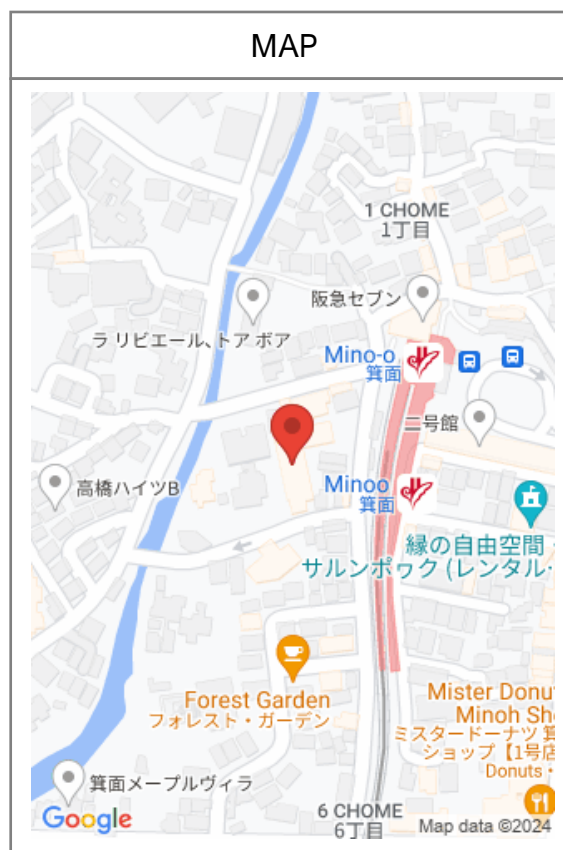 MAP
1 CHOME
1丁目
阪急セブン
ラ リビエール、トア ボア
Mino-o
箕面
二号館
Minoo
箕面
高橋ハイツB
縁の自由空間・
サルンポヮク (レンタル·
Forest Garden
フォレスト・ガーデン
Mister Donut
Minoh Sh
ミスタードーナツ 箕
ショップ【1号店
Donuts・
箕面メープルヴィラ
Google
6 CHOME
6丁目
Map data ©2024